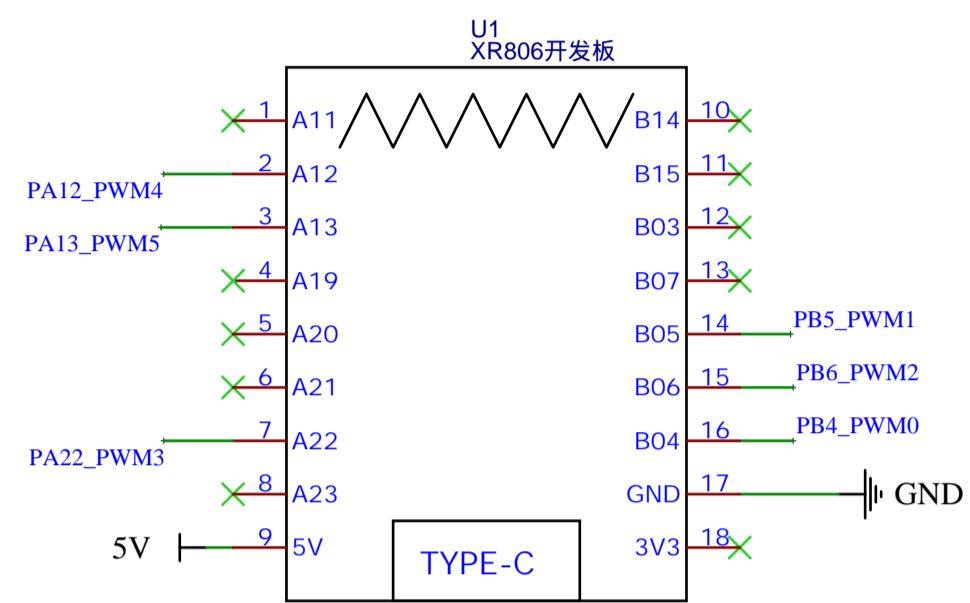 U1
XR806开发板
1 A11 B14 10
2 A12 B15 11
PA12_PWM4
3 A13 B03 12
PA13_PWM5
4 A19 B07 13
5 A20 B05 14 PB5_PWM1
6 A21 B06 15 PB6_PWM2
7 A22 B04 16 PB4_PWM0
PA22_PWM3
8 A23 GND 17 GND
5V 9 5V 3V3 18
TYPE-C